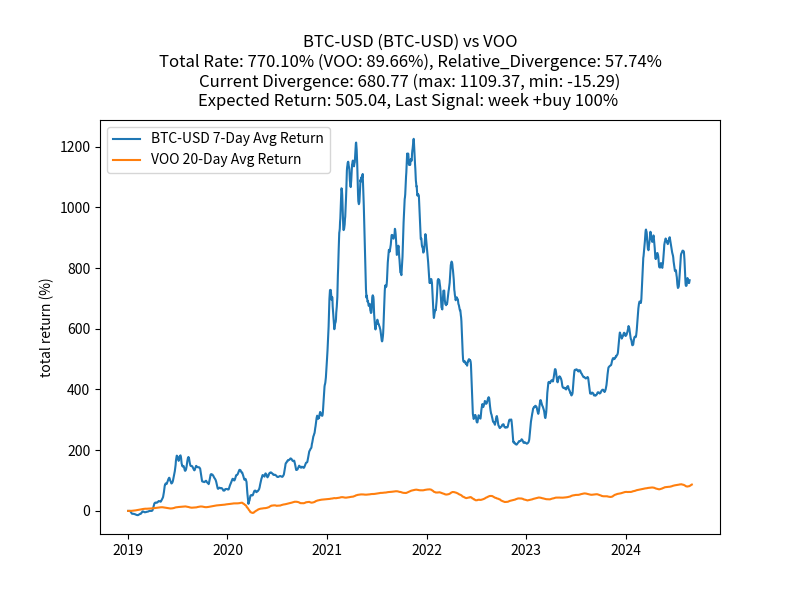 BTC-USD (BTC-USD) vs VOO
Total Rate: 770.10% (VOO: 89.66%), Relative_Divergence: 57.74%
Current Divergence: 680.77 (max: 1109.37, min: -15.29)
Expected Return: 505.04, Last Signal: week +buy 100%
BTC-USD 7-Day Avg Return
VOO 20-Day Avg Return
total return (%)
1200
1000
800
600
400
200
0
2019 2020 2021 2022 2023 2024